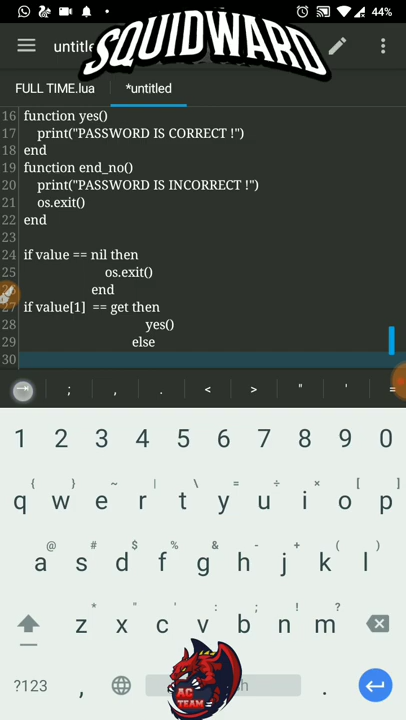 44%
untitle
SQUIDWARD
FULL TIME.lua
*untitled
16 function yes()
17 print("PASSWORD IS CORRECT !")
18 end
19 function end_no()
20 print("PASSWORD IS INCORRECT !")
21 os.exit()
22 end
23
24 if value == nil then
25 os.exit()
end
27 if value[1] == get then
28 yes()
29 else
30
; , . < > " ' =
1 2 3 4 5 6 7 8 9 0
{ } ~ | \ = ÷ × [ ]
q w e r t y u i o p
@ # $ % & - + ( )
a s d f g h j k l
* " ' : ; ! ?
z x c v b n m
?123 , .
AC
TEAM